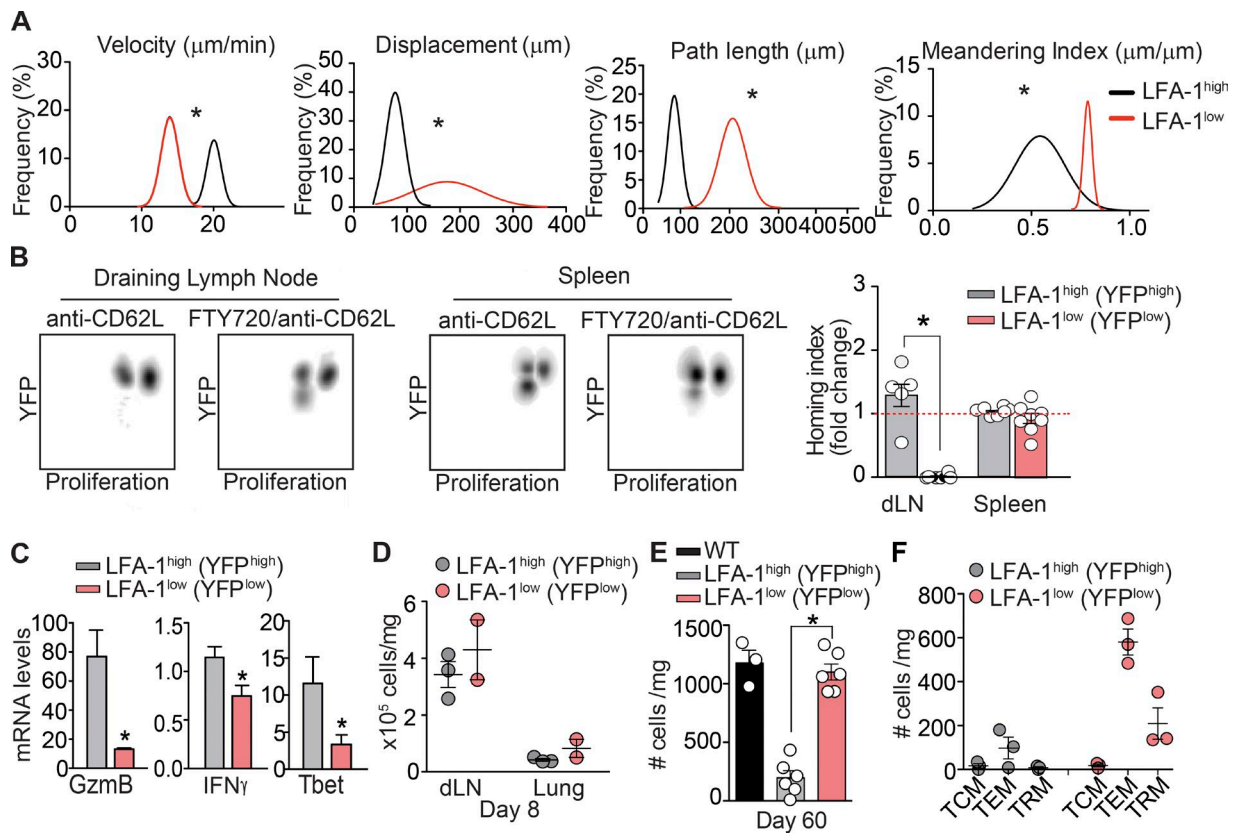 A
Velocity (μm/min)
Displacement (μm)
Path length (μm)
Meandering Index (μm/μm)
Frequency (%)
30
20
10
0
10
20
Frequency (%)
50
40
30
20
10
0
0
100
200
300
400
Frequency (%)
25
20
15
10
5
0
0
100
200
300
400
500
Frequency (%)
15
10
5
0
0.0
0.5
1.0
*
*
*
*
LFA-1high
LFA-1low
B
Draining Lymph Node
Spleen
anti-CD62L
FTY720/anti-CD62L
anti-CD62L
FTY720/anti-CD62L
YFP
YFP
YFP
YFP
Proliferation
Proliferation
Proliferation
Proliferation
Homing index
(fold change)
3
2
1
0
*
LFA-1high (YFPhigh)
LFA-1low (YFPlow)
dLN
Spleen
C
LFA-1high (YFPhigh)
LFA-1low (YFPlow)
mRNA levels
100
80
60
40
20
0
*
GzmB
1.5
1.0
0.5
0.0
*
IFNγ
20
15
10
5
0
*
Tbet
D
LFA-1high (YFPhigh)
LFA-1low (YFPlow)
x10⁵ cells/mg
6
4
2
0
dLN
Lung
Day 8
E
WT
LFA-1high (YFPhigh)
LFA-1low (YFPlow)
# cells /mg
1500
1000
500
0
*
Day 60
F
LFA-1high (YFPhigh)
LFA-1low (YFPlow)
# cells /mg
800
600
400
200
0
TCM
TEM
TRM
TCM
TEM
TRM